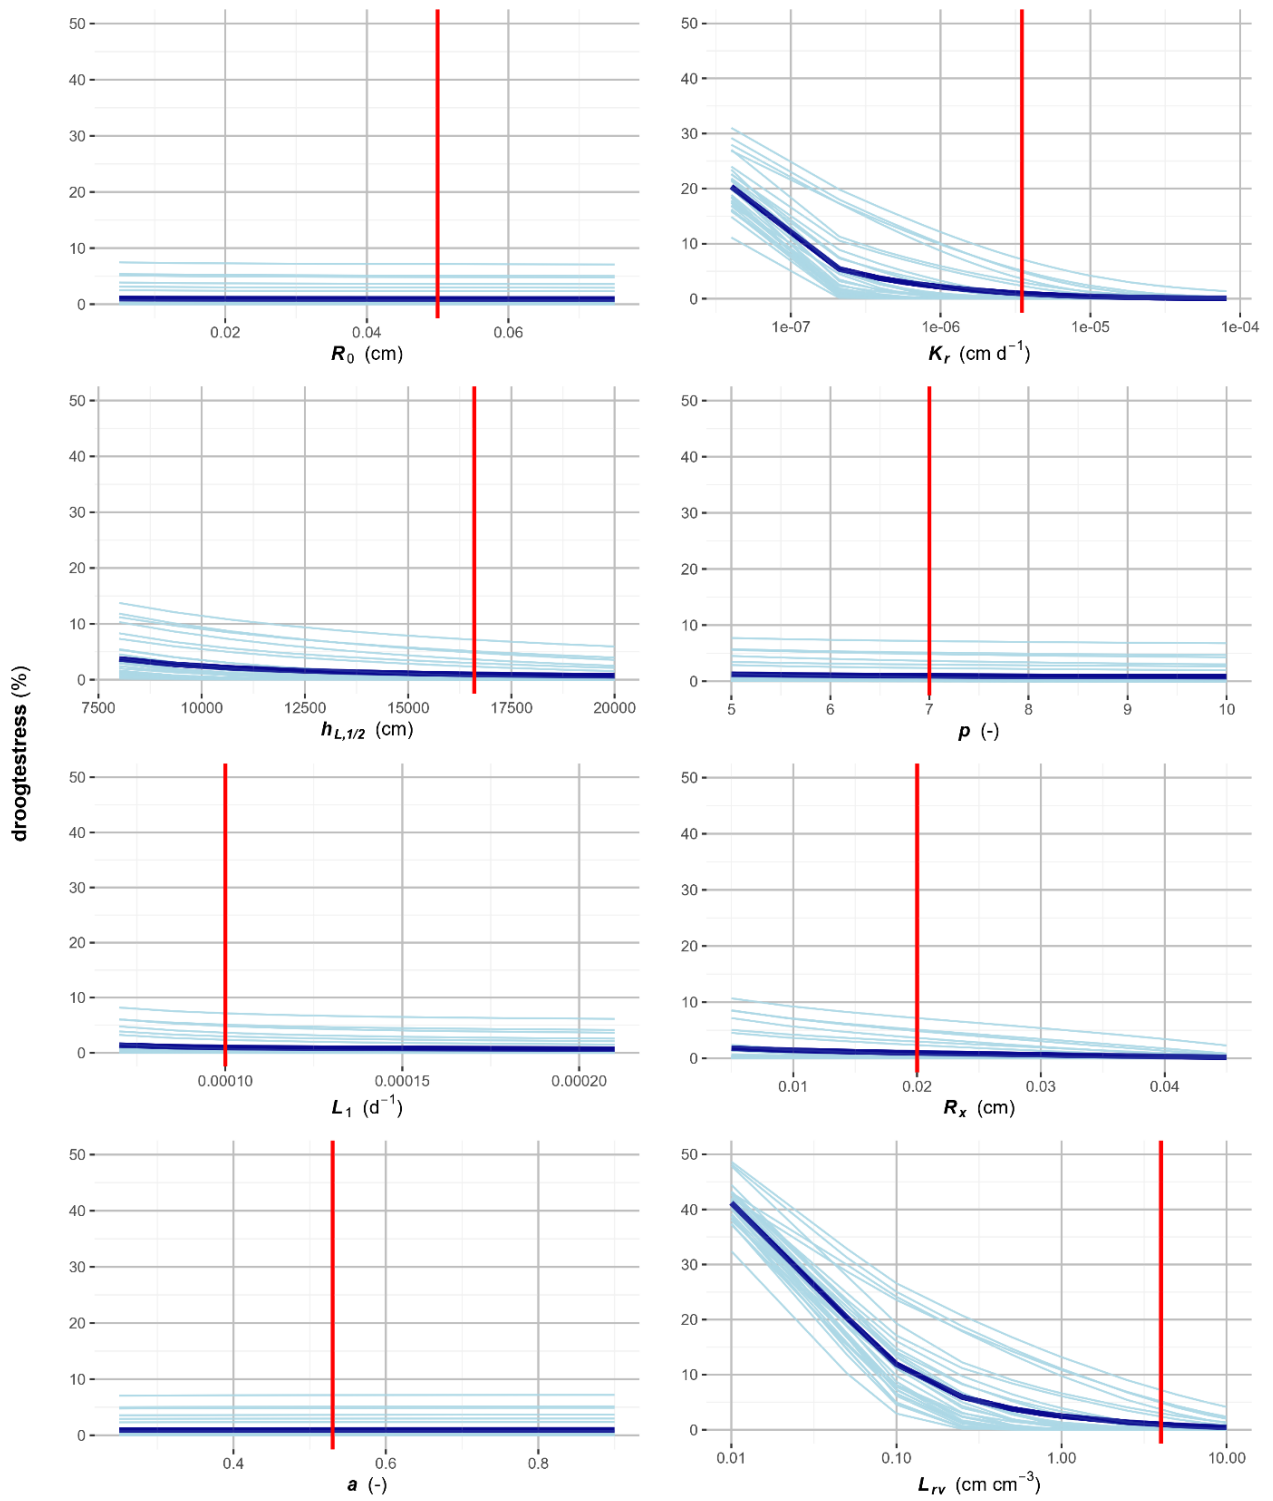 droogtestress (%)
50
40
30
20
10
0
0.02 0.04 0.06
R0 (cm)
50
40
30
20
10
0
1e-07 1e-06 1e-05 1e-04
Kr (cm d−1)
50
40
30
20
10
0
7500 10000 12500 15000 17500 20000
hL,1/2 (cm)
50
40
30
20
10
0
5 6 7 8 9 10
p (-)
50
40
30
20
10
0
0.00010 0.00015 0.00020
L1 (d−1)
50
40
30
20
10
0
0.01 0.02 0.03 0.04
Rx (cm)
50
40
30
20
10
0
0.4 0.6 0.8
a (-)
50
40
30
20
10
0
0.01 0.10 1.00 10.00
Lrv (cm cm−3)